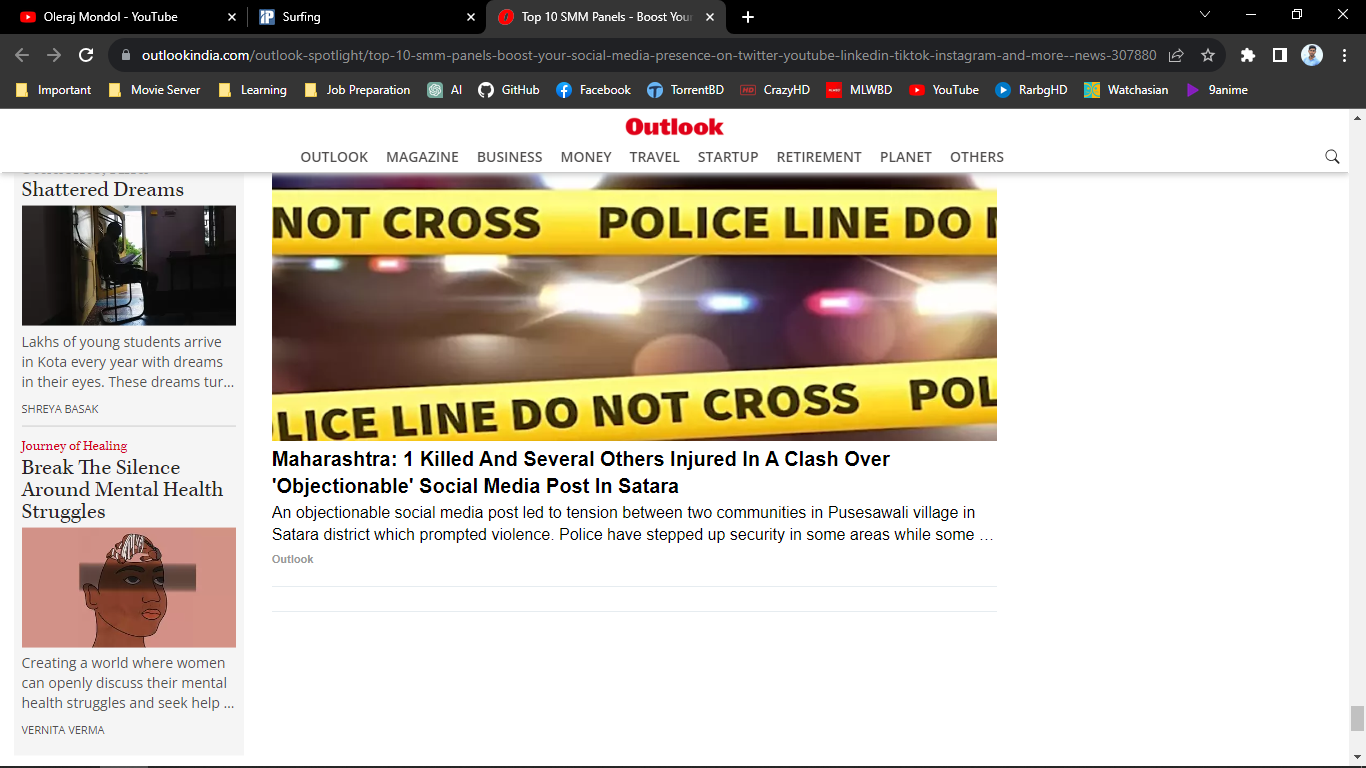 Oleraj Mondol - YouTube
Surfing
Top 10 SMM Panels - Boost Your
outlookindia.com/outlook-spotlight/top-10-smm-panels-boost-your-social-media-presence-on-twitter-youtube-linkedin-tiktok-instagram-and-more--news-307880
Important
Movie Server
Learning
Job Preparation
AI
GitHub
Facebook
TorrentBD
CrazyHD
MLWBD
YouTube
RarbgHD
Watchasian
9anime
Outlook
OUTLOOK MAGAZINE BUSINESS MONEY TRAVEL STARTUP RETIREMENT PLANET OTHERS
Shattered Dreams
Lakhs of young students arrive
in Kota every year with dreams
in their eyes. These dreams tur...
SHREYA BASAK
Journey of Healing
Break The Silence
Around Mental Health
Struggles
Creating a world where women
can openly discuss their mental
health struggles and seek help ...
VERNITA VERMA
NOT CROSS POLICE LINE DO N
LICE LINE DO NOT CROSS POL
Maharashtra: 1 Killed And Several Others Injured In A Clash Over
'Objectionable' Social Media Post In Satara
An objectionable social media post led to tension between two communities in Pusesawali village in
Satara district which prompted violence. Police have stepped up security in some areas while some ...
Outlook